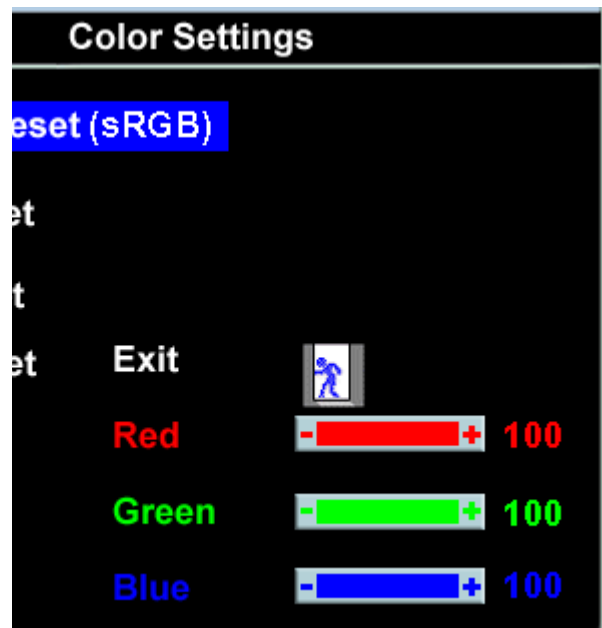 Color Settings
eset (sRGB)
et
t
et Exit
Red - + 100
Green - + 100
Blue - + 100